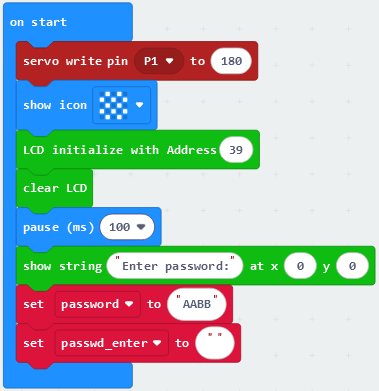 on start
servo write pin P1 to 180
show icon
LCD initialize with Address 39
clear LCD
pause (ms) 100
show string "Enter password:" at x 0 y 0
set password to "AABB"
set passwd_enter to " "